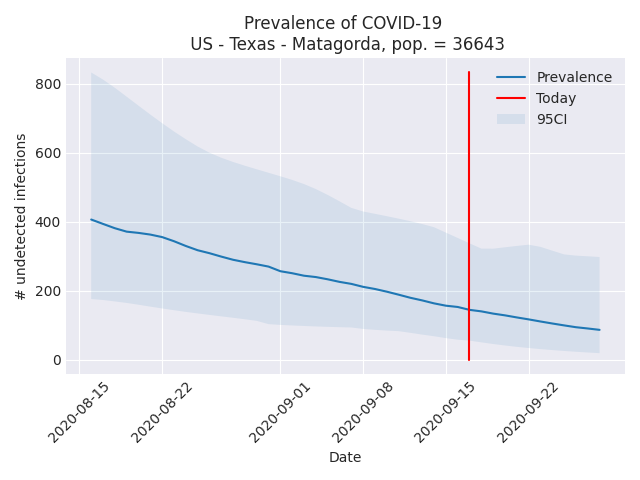 Prevalence of COVID-19
US - Texas - Matagorda, pop. = 36643
Prevalence
Today
95CI
# undetected infections
800
600
400
200
0
2020-08-15
2020-08-22
2020-09-01
2020-09-08
2020-09-15
2020-09-22
Date